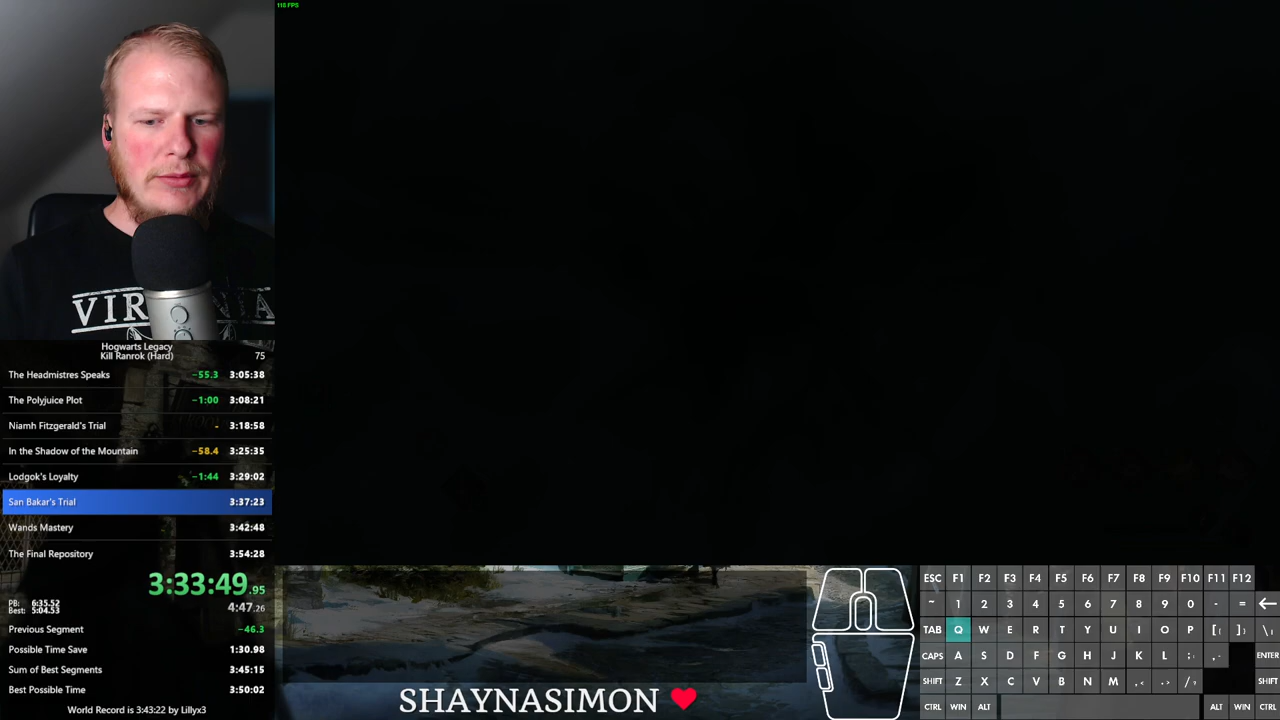 118 FPS
VIRGINIA
Hogwarts Legacy
Kill Ranrok (Hard) 75
The Headmistres Speaks -55.3 3:05:38
The Polyjuice Plot -1:00 3:08:21
Niamh Fitzgerald's Trial - 3:18:58
In the Shadow of the Mountain -58.4 3:25:35
Lodgok's Loyalty -1:44 3:29:02
San Bakar's Trial 3:37:23
Wands Mastery 3:42:48
The Final Repository 3:54:28
3:33:49.95
PB: 6:35.52
Best: 5:04.53 4:47.26
Previous Segment -46.3
Possible Time Save 1:30.98
Sum of Best Segments 3:45:15
Best Possible Time 3:50:02
World Record is 3:43:22 by Lillyx3
SHAYNASIMON
ESC F1 F2 F3 F4 F5 F6 F7 F8 F9 F10 F11 F12
~ 1 2 3 4 5 6 7 8 9 0 - = ←
TAB Q W E R T Y U I O P [{ ]} \|
CAPS A S D F G H J K L ;: ENTER
SHIFT Z X C V B N M ,< .> /? SHIFT
CTRL WIN ALT ALT WIN CTRL